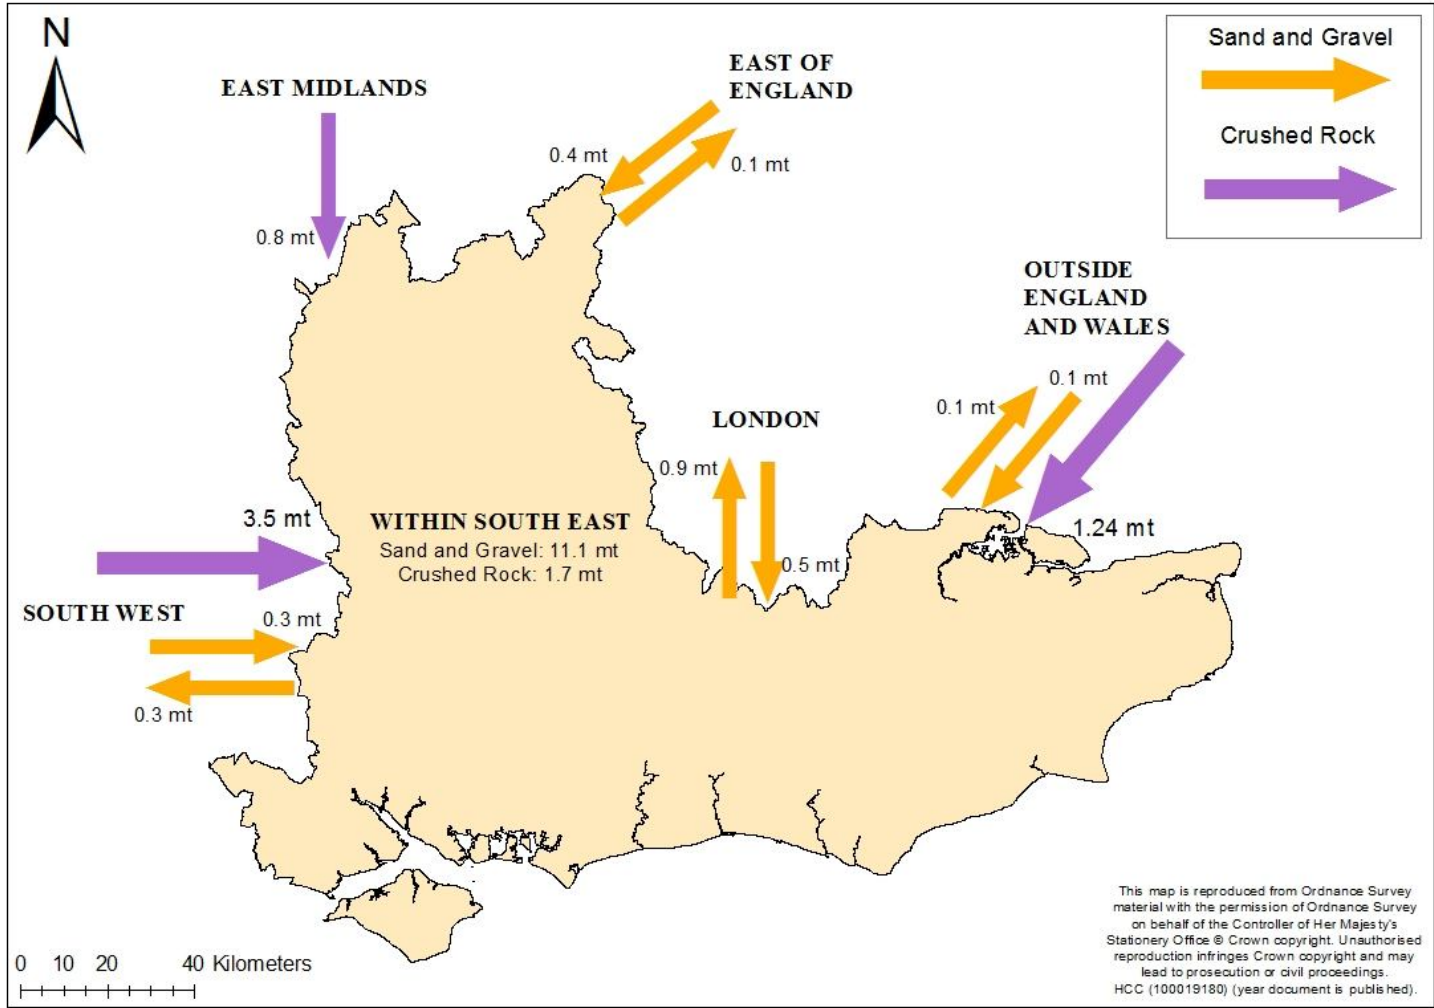 N
EAST MIDLANDS
0.8 mt
EAST OF
ENGLAND
0.4 mt
0.1 mt
Sand and Gravel
Crushed Rock
OUTSIDE
ENGLAND
AND WALES
0.1 mt
0.1 mt
1.24 mt
LONDON
0.9 mt
0.5 mt
3.5 mt
WITHIN SOUTH EAST
Sand and Gravel: 11.1 mt
Crushed Rock: 1.7 mt
SOUTH WEST
0.3 mt
0.3 mt
0 10 20 40 Kilometers
This map is reproduced from Ordnance Survey
material with the permission of Ordnance Survey
on behalf of the Controller of Her Majesty's
Stationery Office © Crown copyright. Unauthorised
reproduction infringes Crown copyright and may
lead to prosecution or civil proceedings.
HCC (100019180) (year document is published).